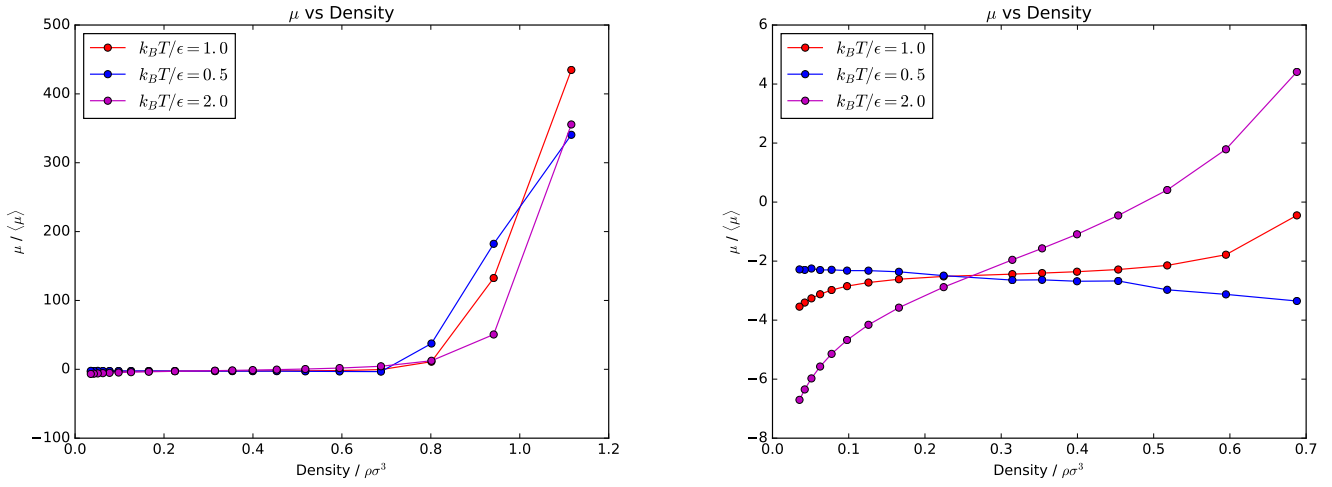 μ vs Density
500
400
300
200
100
0
−100
μ / ⟨μ⟩
k_BT/ϵ = 1.0
k_BT/ϵ = 0.5
k_BT/ϵ = 2.0
0.0 0.2 0.4 0.6 0.8 1.0 1.2
Density / ρσ³
μ vs Density
6
4
2
0
−2
−4
−6
−8
μ / ⟨μ⟩
k_BT/ϵ = 1.0
k_BT/ϵ = 0.5
k_BT/ϵ = 2.0
0.0 0.1 0.2 0.3 0.4 0.5 0.6 0.7
Density / ρσ³